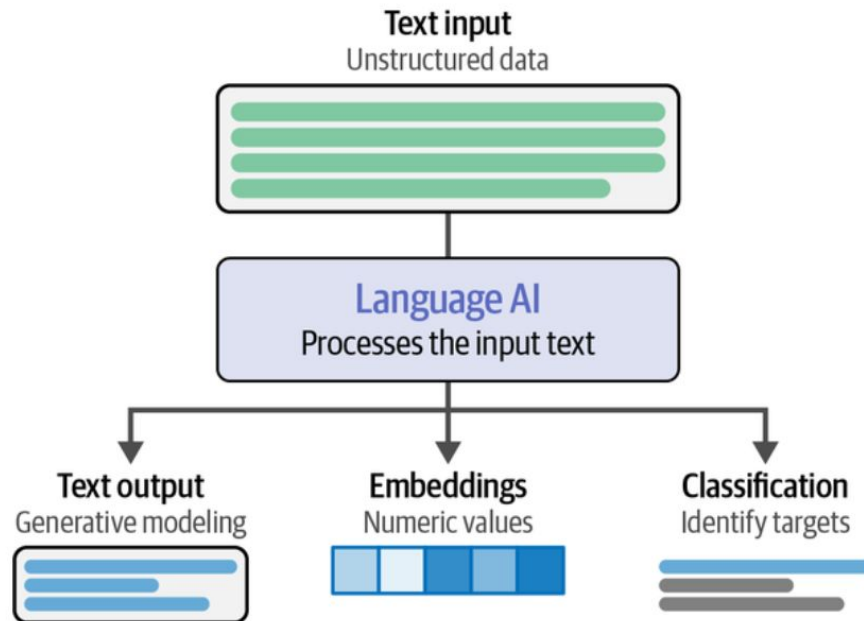 Text input
Unstructured data
Language AI
Processes the input text
Text output
Generative modeling
Embeddings
Numeric values
Classification
Identify targets